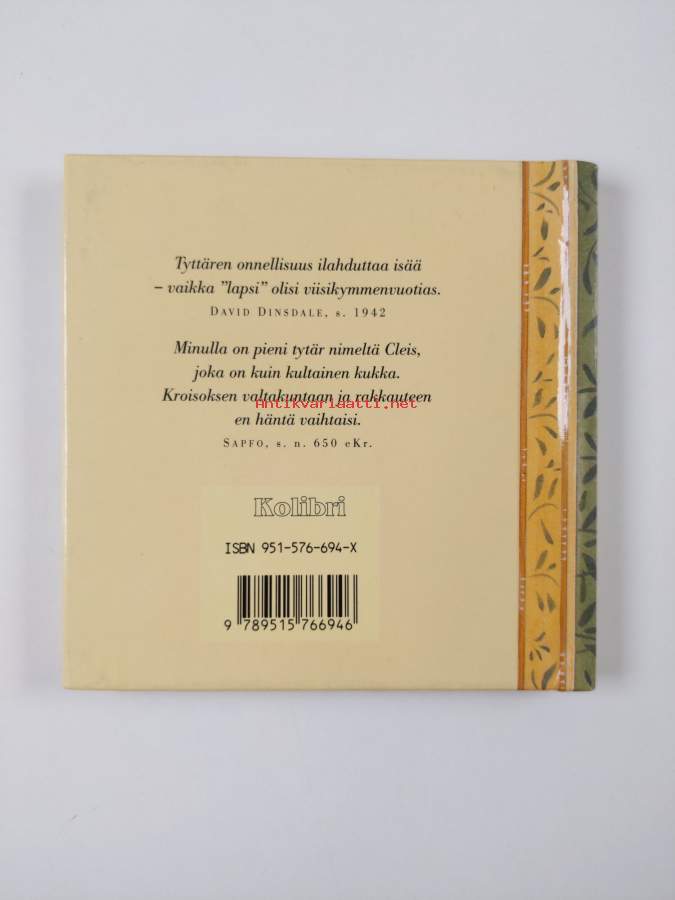 Tyttären onnellisuus ilahduttaa isää
– vaikka ”lapsi” olisi viisikymmenvuotias.
DAVID DINSDALE, s. 1942
Minulla on pieni tytär nimeltä Cleis,
joka on kuin kultainen kukka.
Kroisoksen valtakuntaan ja rakkauteen
Antikvariaatti.net
en häntä vaihtaisi.
SAPFO, s. n. 650 eKr.
Kolibri
ISBN 951-576-694-X
9 789515 766946